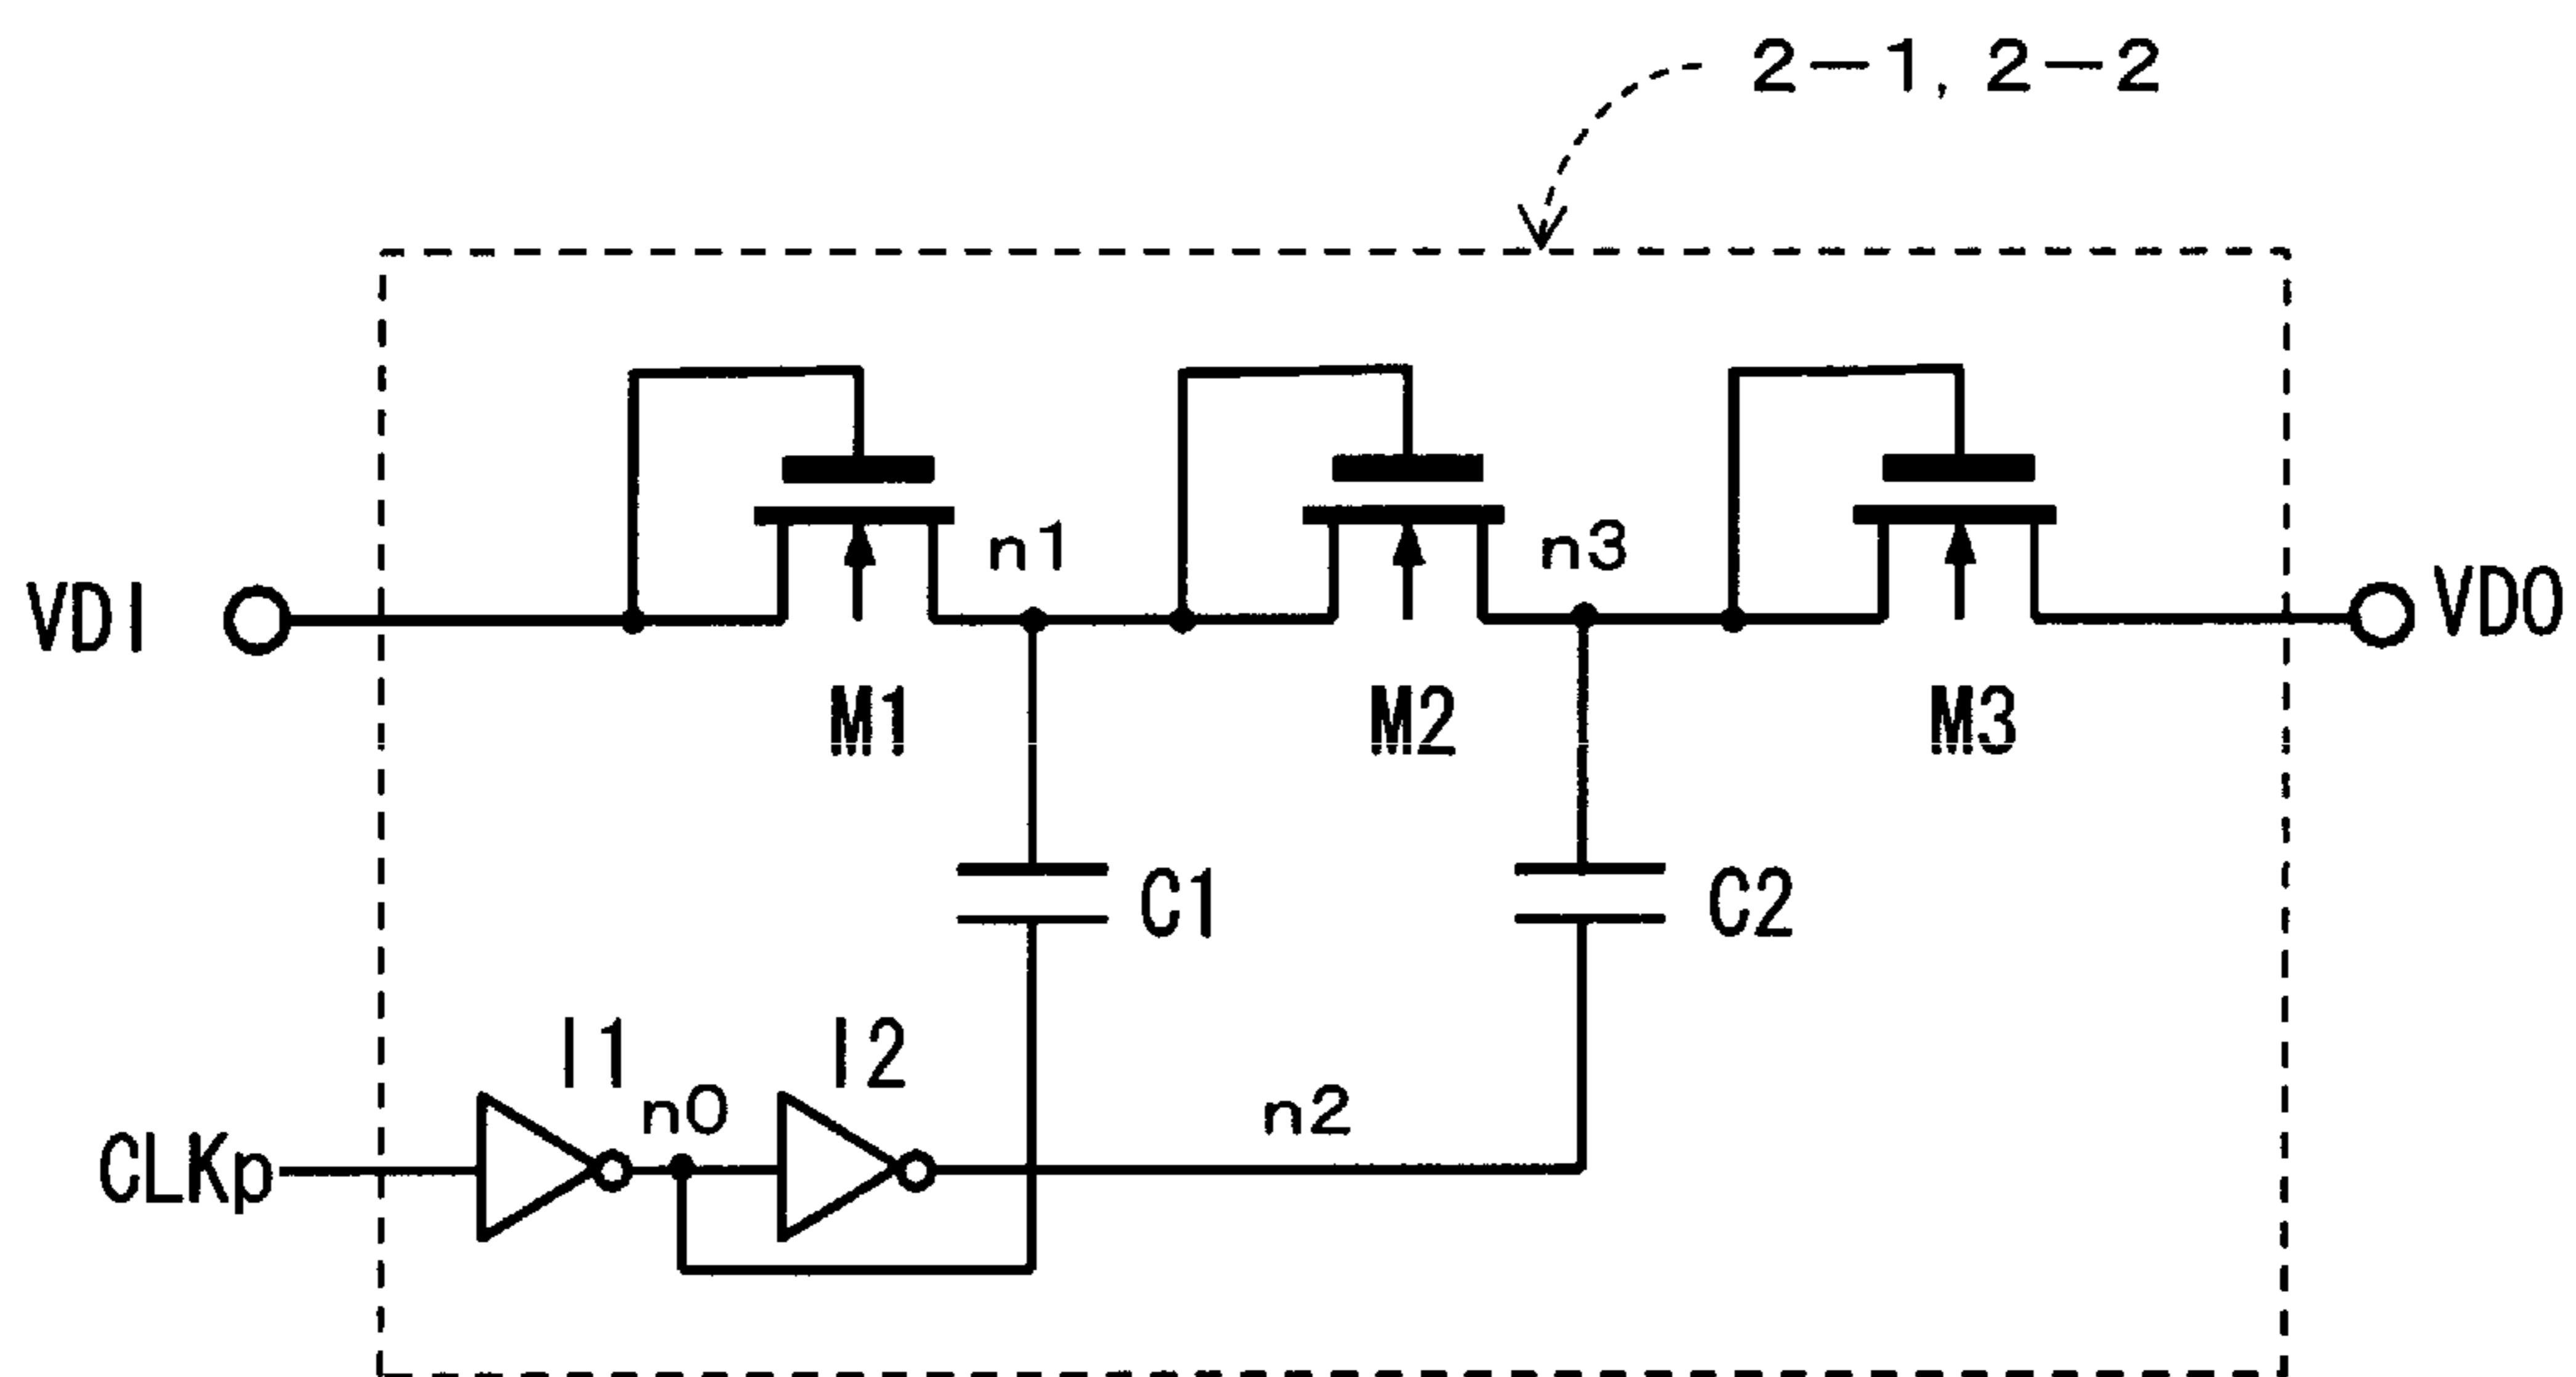 2-1, 2-2
n1
n3
VDI
VDO
M1
M2
M3
C1
C2
I1
I2
n0
n2
CLKp